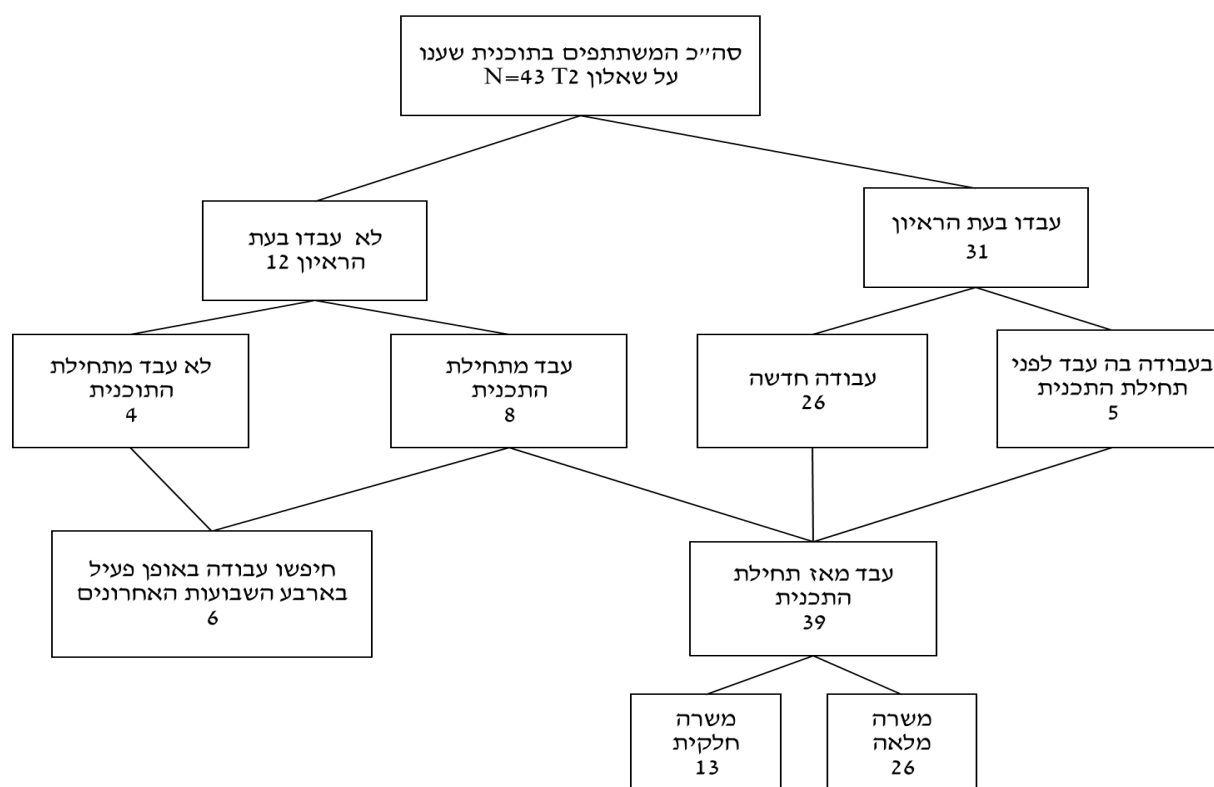 סה״כ המשתתפים בתוכנית שענו
על שאלון N=43 T2
עבדו בעת הראיון
31
לא עבדו בעת
הראיון 12
בעבודה בה עבד לפני
תחילת התכנית
5
עבודה חדשה
26
עבד מתחילת
התכנית
8
לא עבד מתחילת
התוכנית
4
עבד מאז תחילת
התכנית
39
חיפשו עבודה באופן פעיל
בארבע השבועות האחרונים
6
משרה
מלאה
26
משרה
חלקית
13